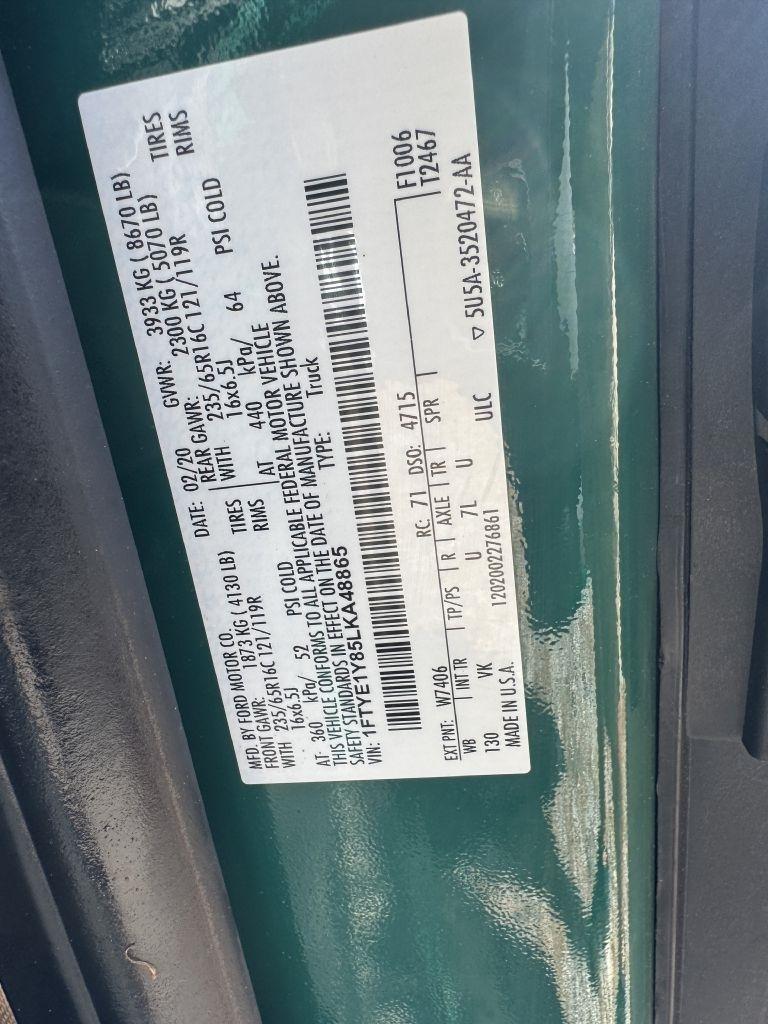 MFD. BY FORD MOTOR CO.
DATE: 02/20 GVWR: 3933 KG ( 8670 LB)
FRONT GAWR: 1873 KG ( 4130 LB) REAR GAWR: 2300 KG ( 5070 LB)
WITH 235/65R16C 121/119R TIRES WITH 235/65R16C 121/119R TIRES
16x6.5J RIMS 16x6.5J RIMS
AT 360 kPa/ 52 PSI COLD AT 440 kPa/ 64 PSI COLD
THIS VEHICLE CONFORMS TO ALL APPLICABLE FEDERAL MOTOR VEHICLE
SAFETY STANDARDS IN EFFECT ON THE DATE OF MANUFACTURE SHOWN ABOVE.
VIN: 1FTYE1Y85LKA48865 TYPE: Truck
F1006
T2467
EXT PNT: W7406 RC: 71 DSO: 4715
WB INT TR TP/PS R AXLE TR SPR
130 VK U 7L U
MADE IN U.S.A. 1202002276861 ULC ▽ 5U5A-3520472-AA